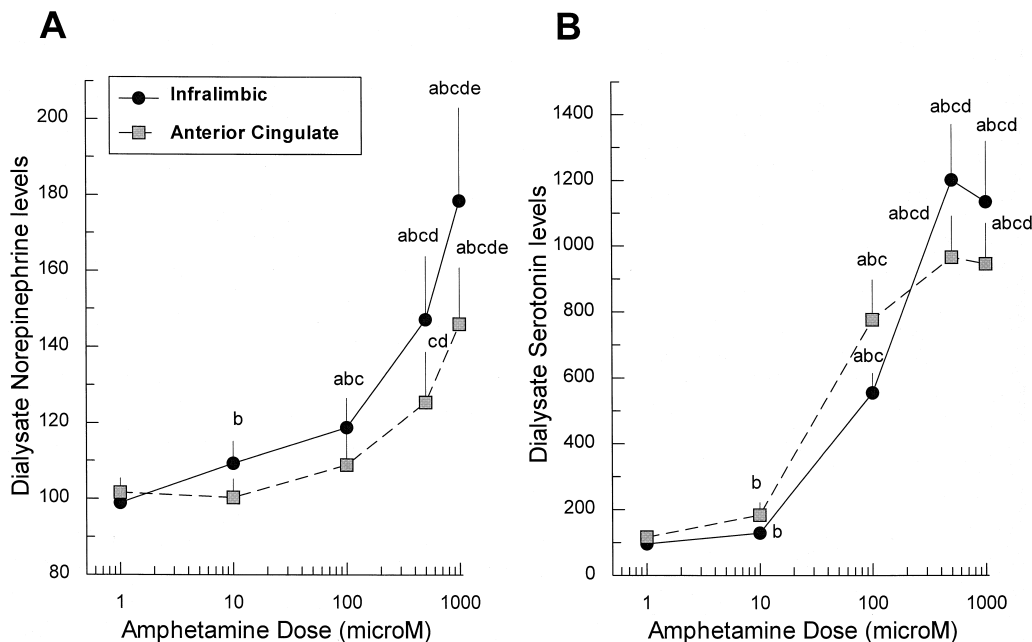 A
Infralimbic
Anterior Cingulate
Dialysate Norepinephrine levels
200
180
160
140
120
100
80
abcde
abcd
abcde
cd
abc
b
1 10 100 1000
Amphetamine Dose (microM)
B
Dialysate Serotonin levels
1400
1200
1000
800
600
400
200
0
abcd
abcd
abcd
abcd
abc
abc
b
b
1 10 100 1000
Amphetamine Dose (microM)